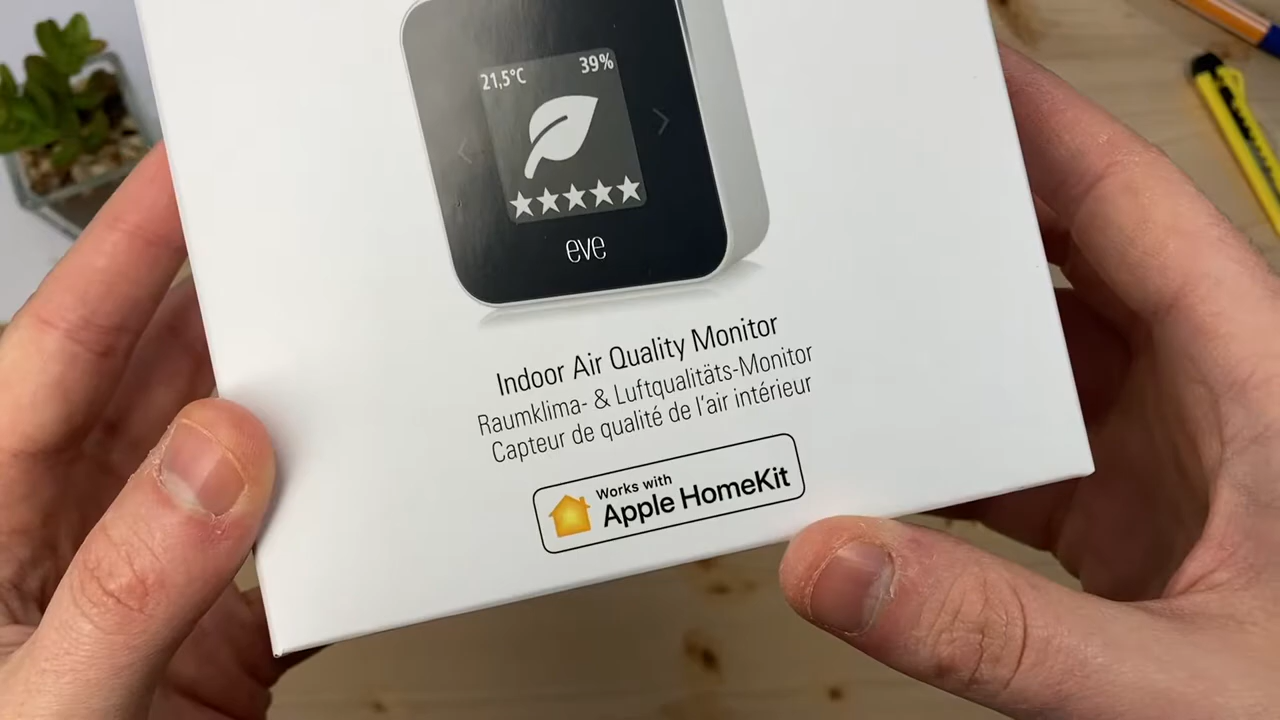 21,5°C 39%
eve
Indoor Air Quality Monitor
Raumklima- & Luftqualitäts-Monitor
Capteur de qualité de l'air intérieur
Works with
Apple HomeKit